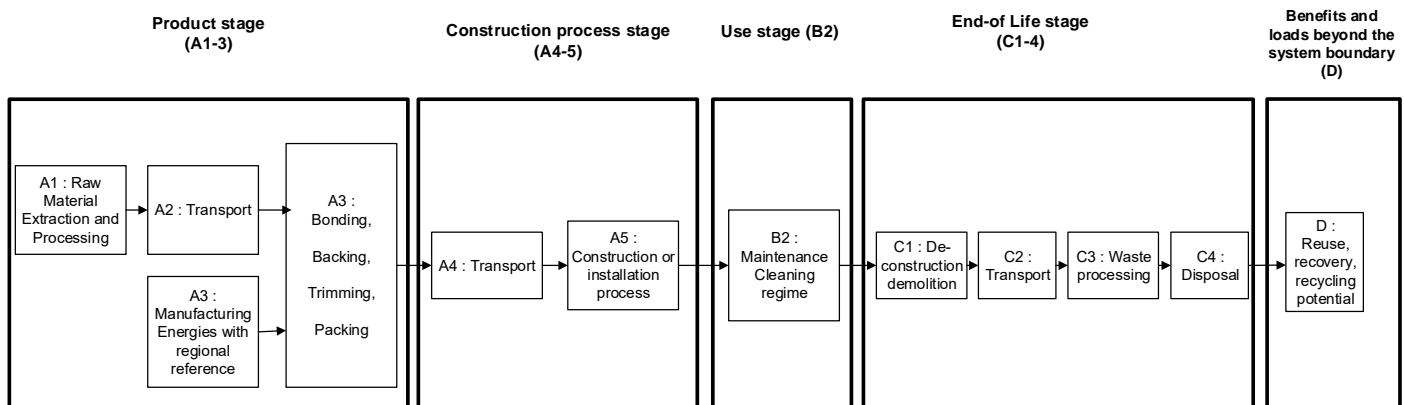 Product stage
(A1-3)
Construction process stage
(A4-5)
Use stage (B2)
End-of Life stage
(C1-4)
Benefits and
loads beyond the
system boundary
(D)
A1 : Raw
Material
Extraction and
Processing
A2 : Transport
A3 :
Manufacturing
Energies with
regional
reference
A3 :
Bonding,
Backing,
Trimming,
Packing
A4 : Transport
A5 :
Construction or
installation
process
B2 :
Maintenance
Cleaning
regime
C1 : De-
construction
demolition
C2 :
Transport
C3 : Waste
processing
C4 :
Disposal
D :
Reuse,
recovery,
recycling
potential